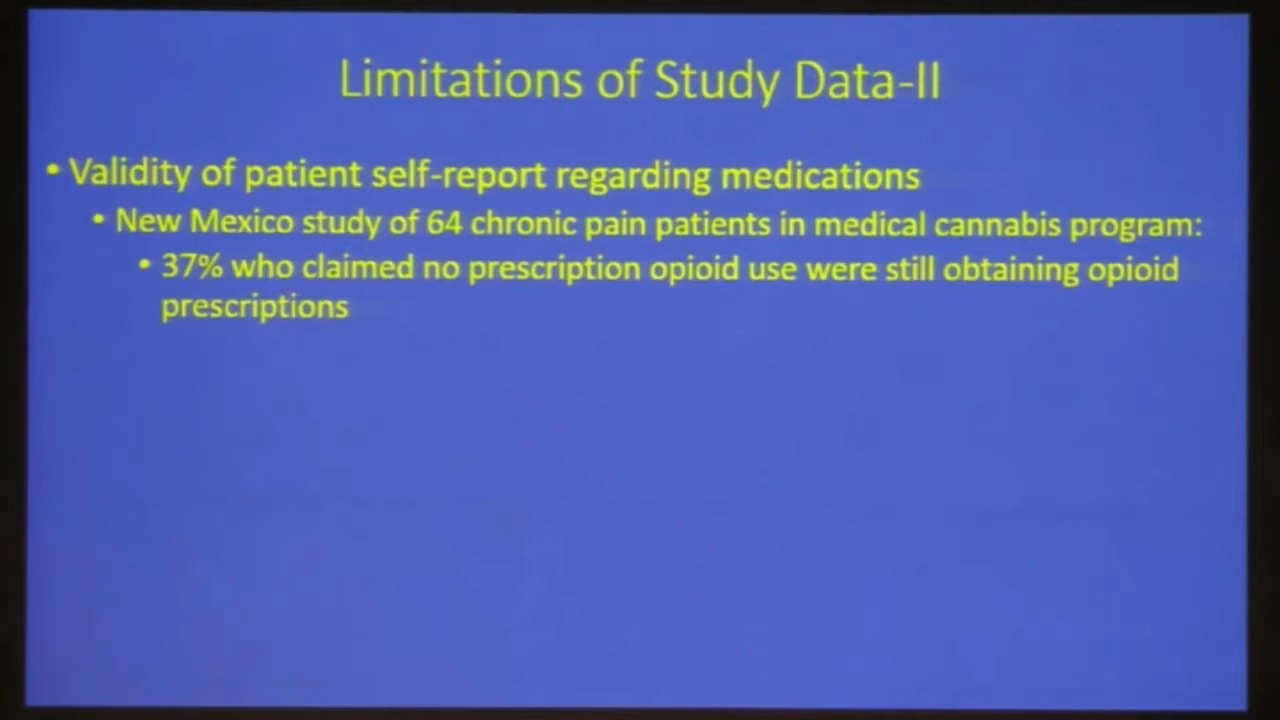 Limitations of Study Data-II
• Validity of patient self-report regarding medications
• New Mexico study of 64 chronic pain patients in medical cannabis program:
• 37% who claimed no prescription opioid use were still obtaining opioid
prescriptions